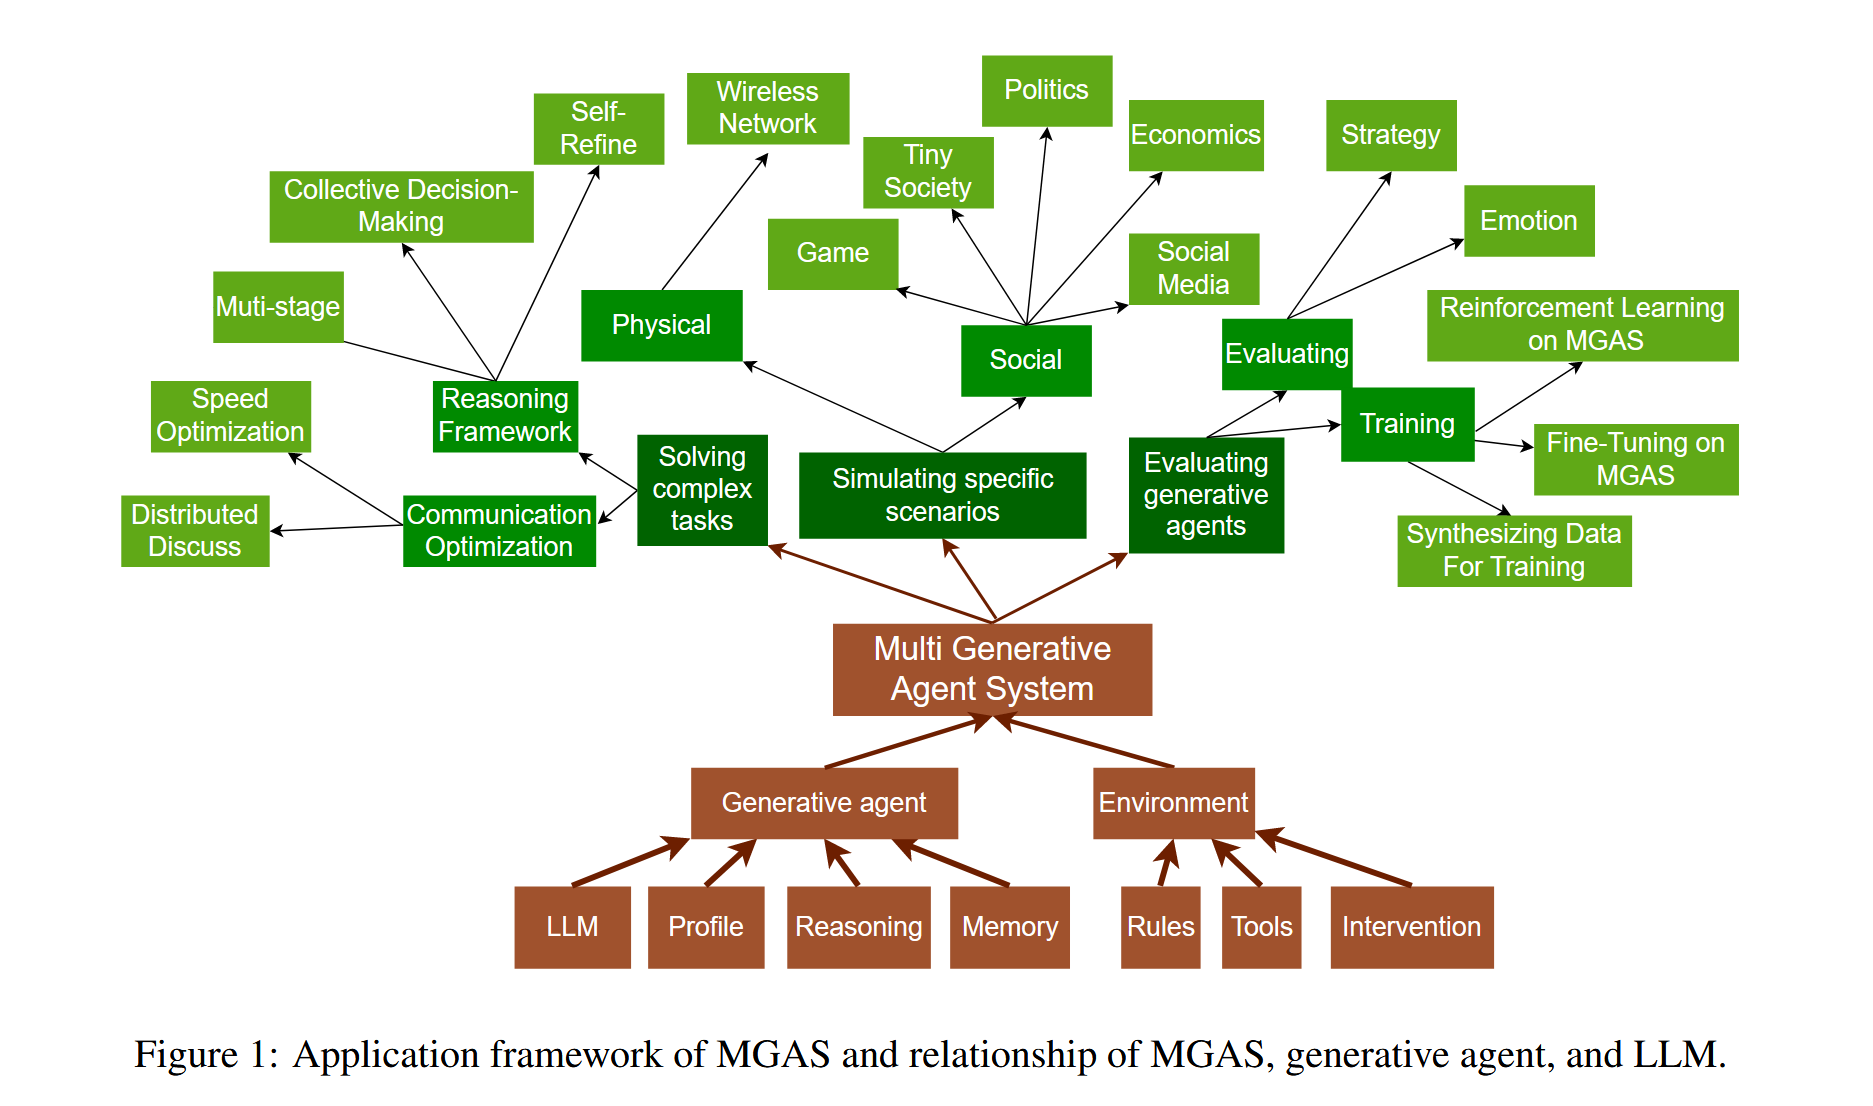 Politics
Wireless
Network
Self-
Refine
Economics
Strategy
Tiny
Society
Collective Decision-
Making
Emotion
Game
Social
Media
Muti-stage
Physical
Reinforcement Learning
on MGAS
Social
Evaluating
Speed
Optimization
Reasoning
Framework
Training
Fine-Tuning on
MGAS
Solving
complex
tasks
Simulating specific
scenarios
Evaluating
generative
agents
Distributed
Discuss
Communication
Optimization
Synthesizing Data
For Training
Multi Generative
Agent System
Generative agent
Environment
LLM
Profile
Reasoning
Memory
Rules
Tools
Intervention
Figure 1: Application framework of MGAS and relationship of MGAS, generative agent, and LLM.